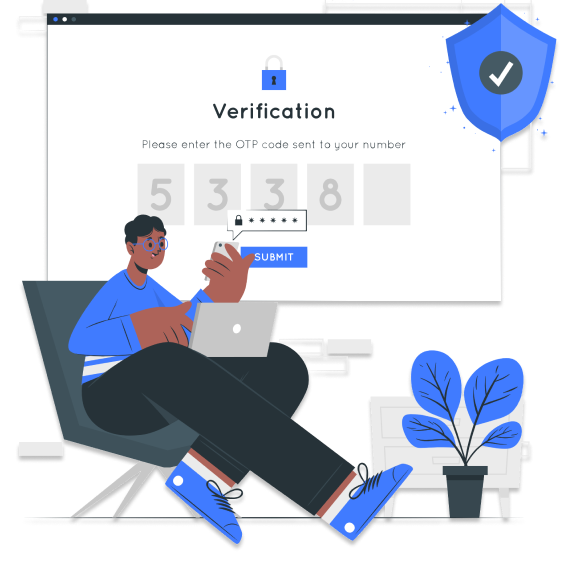 Verification
Please enter the OTP code sent to your number
5 3 3 8
* * * * *
SUBMIT